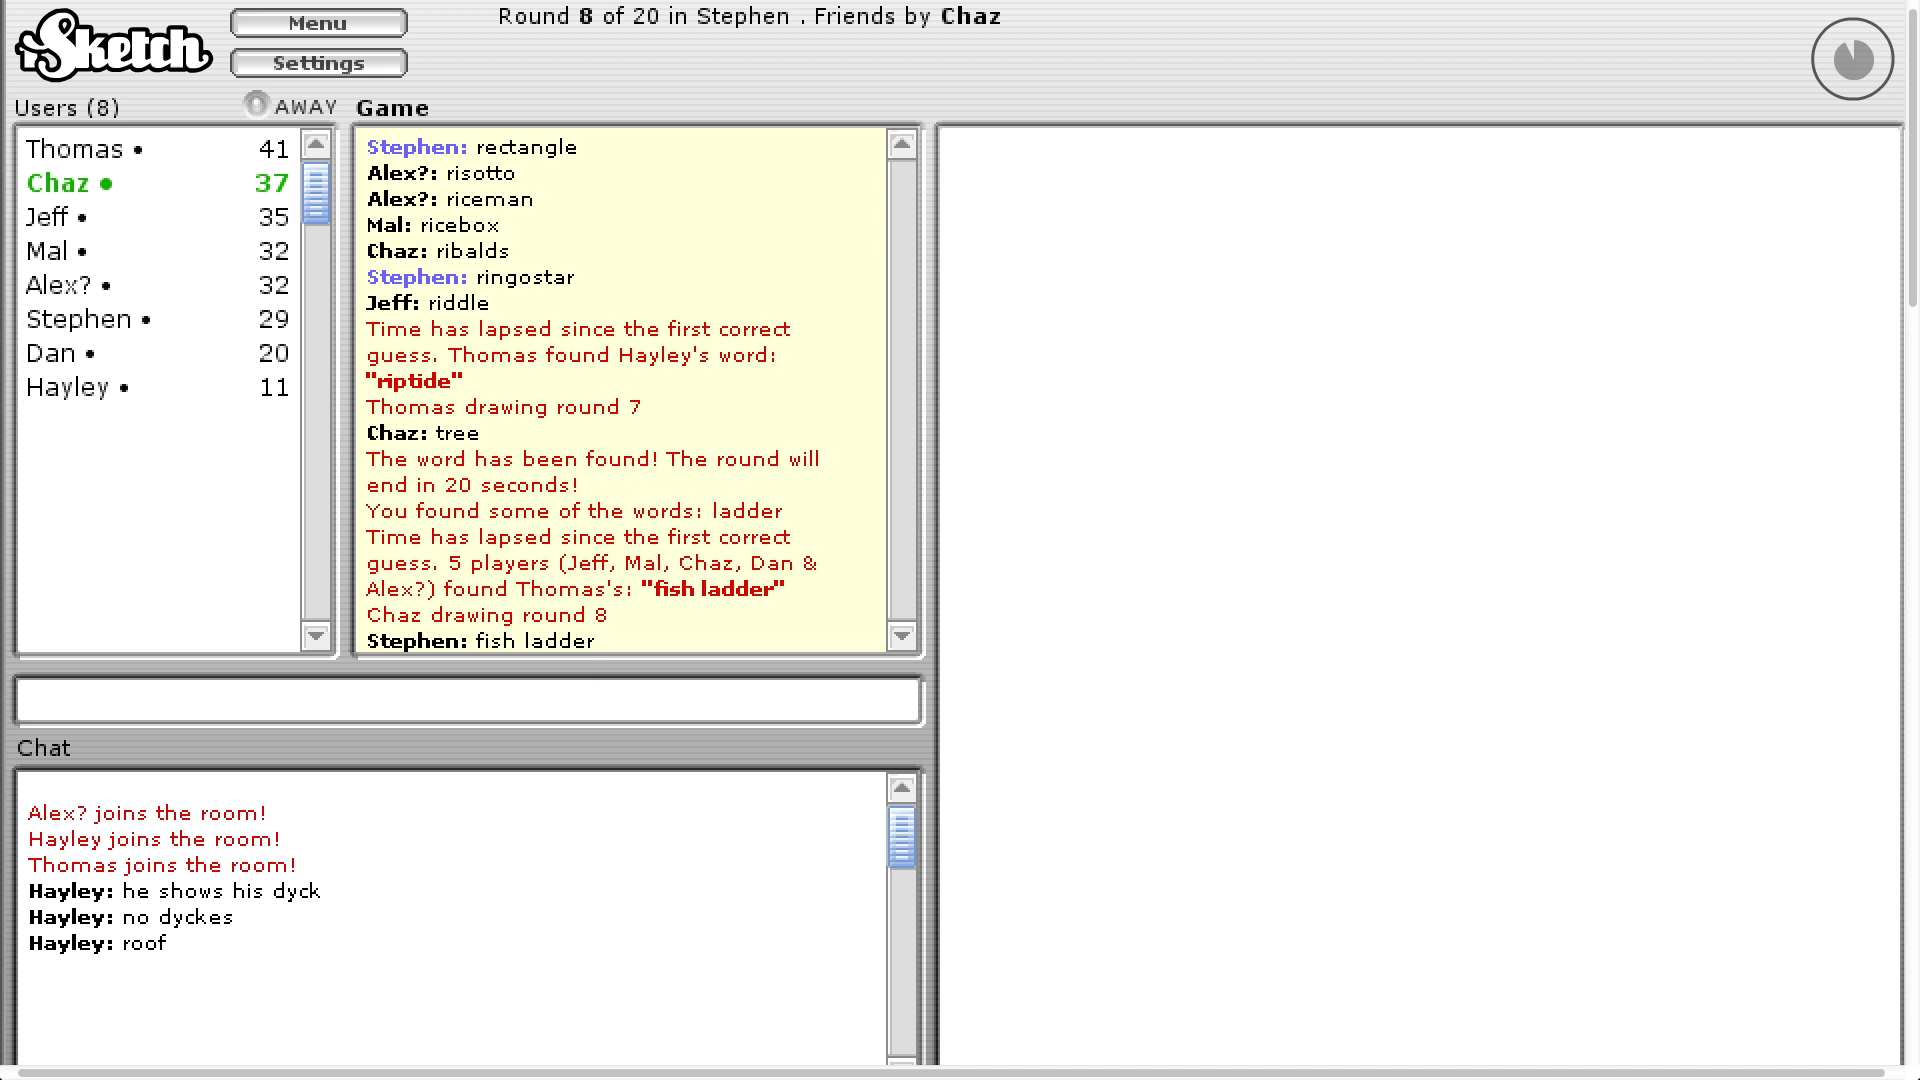 iSketch
Menu
Settings
Round 8 of 20 in Stephen . Friends by Chaz
Users (8)
AWAY
Game
Thomas • 41
Chaz • 37
Jeff • 35
Mal • 32
Alex? • 32
Stephen • 29
Dan • 20
Hayley • 11
Stephen: rectangle
Alex?: risotto
Alex?: riceman
Mal: ricebox
Chaz: ribalds
Stephen: ringostar
Jeff: riddle
Time has lapsed since the first correct
guess. Thomas found Hayley's word:
"riptide"
Thomas drawing round 7
Chaz: tree
The word has been found! The round will
end in 20 seconds!
You found some of the words: ladder
Time has lapsed since the first correct
guess. 5 players (Jeff, Mal, Chaz, Dan &
Alex?) found Thomas's: "fish ladder"
Chaz drawing round 8
Stephen: fish ladder
Chat
Alex? joins the room!
Hayley joins the room!
Thomas joins the room!
Hayley: he shows his dyck
Hayley: no dyckes
Hayley: roof